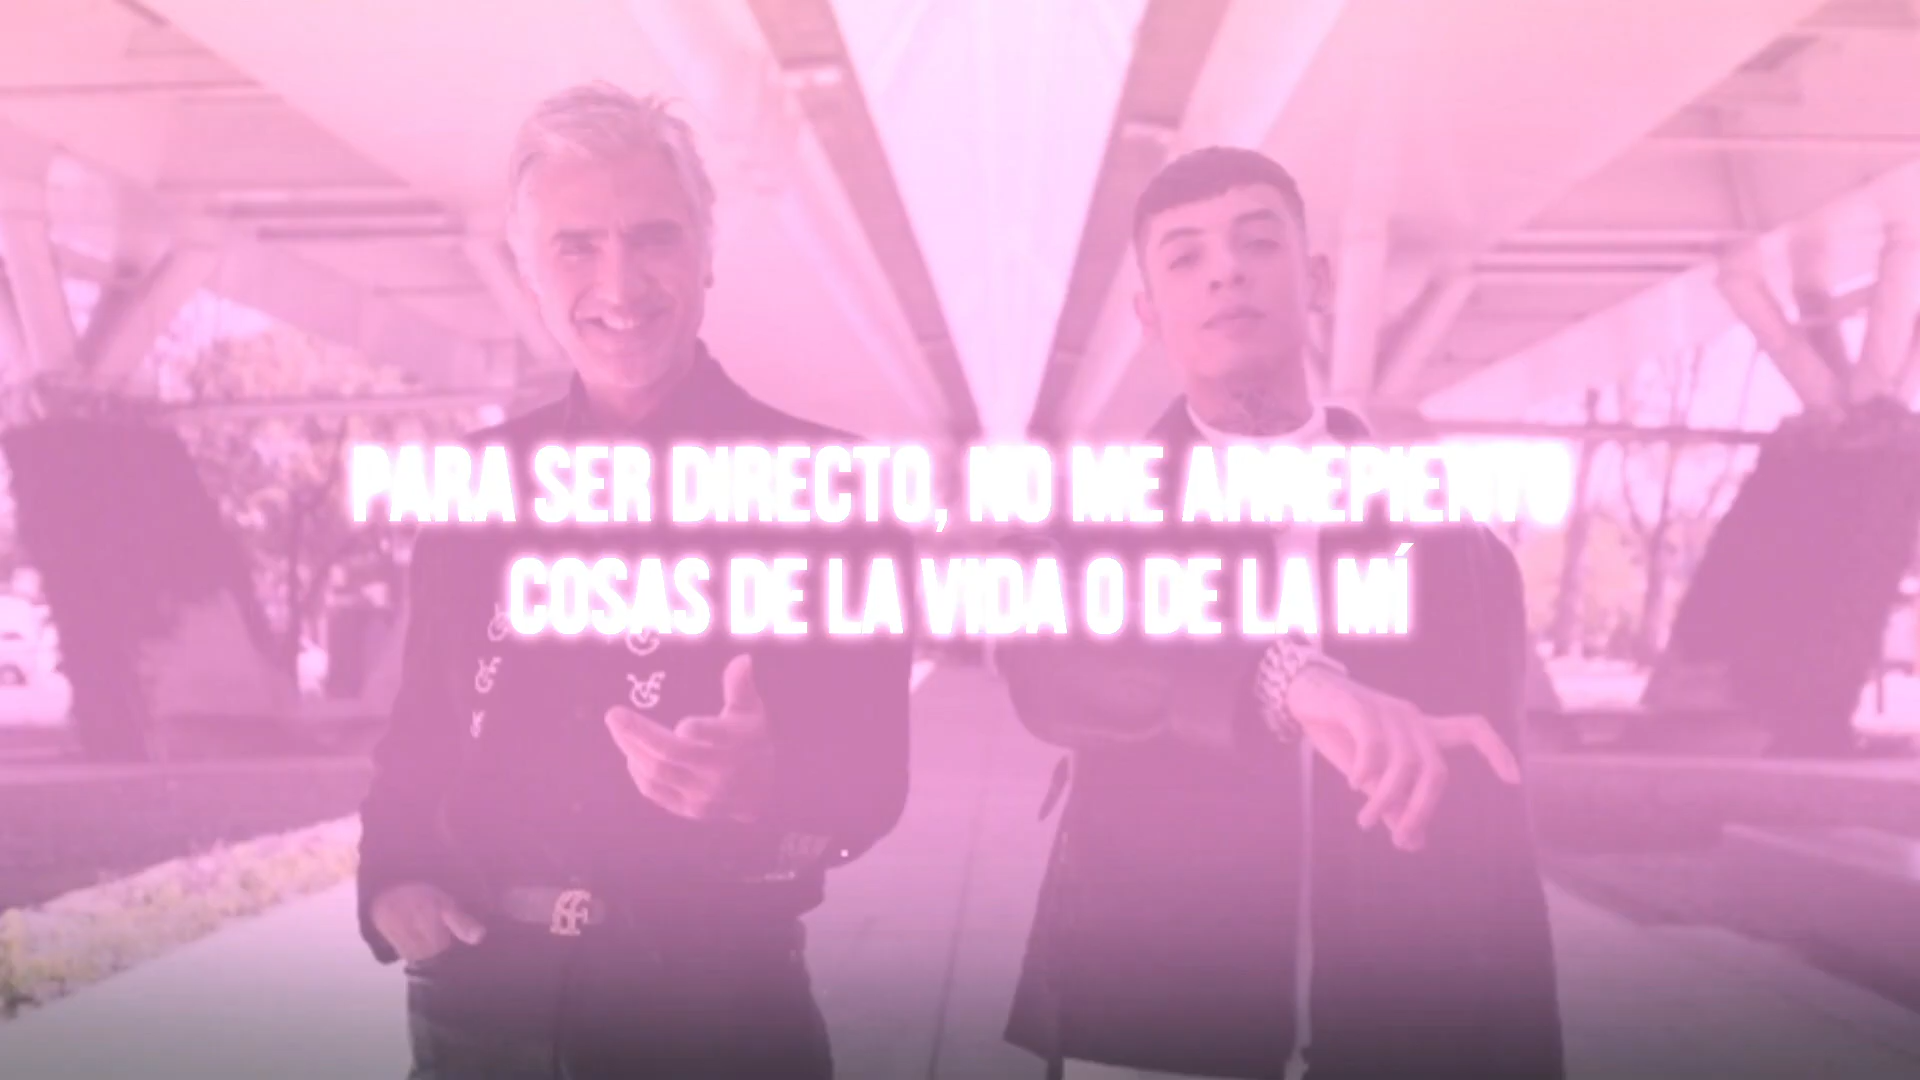 PARA SER DIRECTO, NO ME ARREPIENTO
COSAS DE LA VIDA O DE LA MÍ